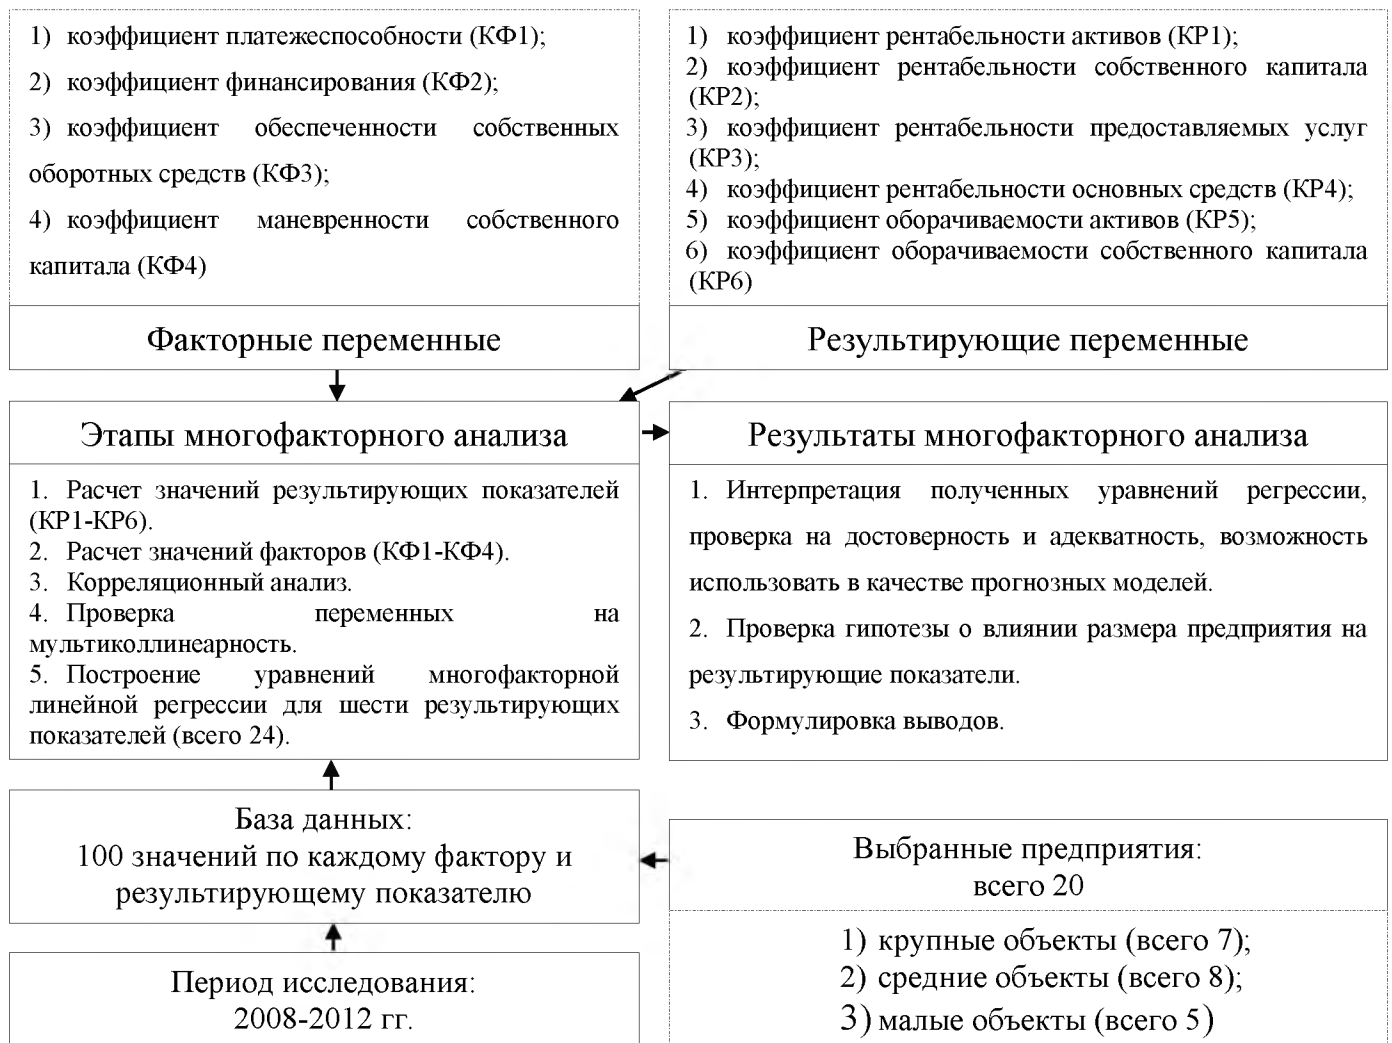 1) коэффициент платежеспособности (КФ1);
2) коэффициент финансирования (КФ2);
3) коэффициент обеспеченности собственных
оборотных средств (КФ3);
4) коэффициент маневренности собственного
капитала (КФ4)
Факторные переменные
1) коэффициент рентабельности активов (КР1);
2) коэффициент рентабельности собственного капитала
(КР2);
3) коэффициент рентабельности предоставляемых услуг
(КР3);
4) коэффициент рентабельности основных средств (КР4);
5) коэффициент оборачиваемости активов (КР5);
6) коэффициент оборачиваемости собственного капитала
(КР6)
Результирующие переменные
Этапы многофакторного анализа
1. Расчет значений результирующих показателей
(КР1-КР6).
2. Расчет значений факторов (КФ1-КФ4).
3. Корреляционный анализ.
4. Проверка переменных на
мультиколлинеарность.
5. Построение уравнений многофакторной
линейной регрессии для шести результирующих
показателей (всего 24).
Результаты многофакторного анализа
1. Интерпретация полученных уравнений регрессии,
проверка на достоверность и адекватность, возможность
использовать в качестве прогнозных моделей.
2. Проверка гипотезы о влиянии размера предприятия на
результирующие показатели.
3. Формулировка выводов.
База данных:
100 значений по каждому фактору и
результирующему показателю
Выбранные предприятия:
всего 20
1) крупные объекты (всего 7);
2) средние объекты (всего 8);
3) малые объекты (всего 5)
Период исследования:
2008-2012 гг.